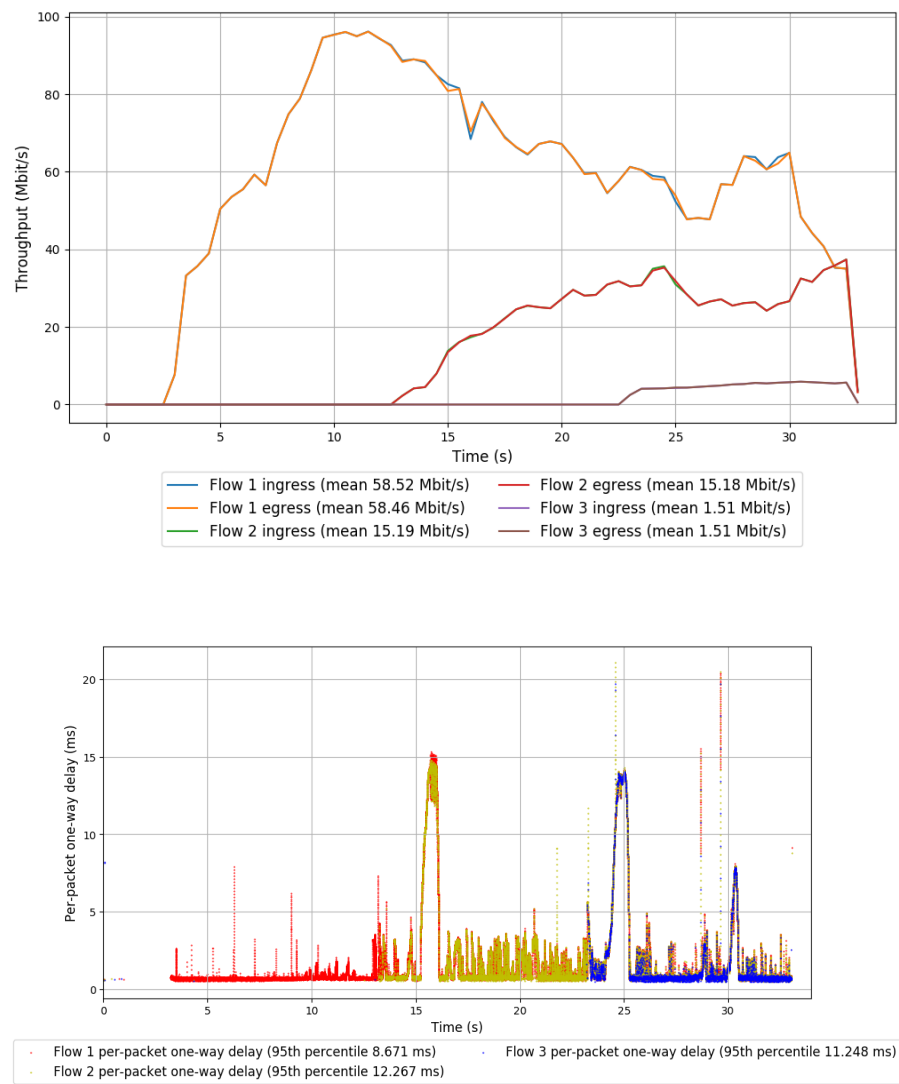 100
80
60
40
20
0
Throughput (Mbit/s)
0 5 10 15 20 25 30
Time (s)
Flow 1 ingress (mean 58.52 Mbit/s)
Flow 1 egress (mean 58.46 Mbit/s)
Flow 2 ingress (mean 15.19 Mbit/s)
Flow 2 egress (mean 15.18 Mbit/s)
Flow 3 ingress (mean 1.51 Mbit/s)
Flow 3 egress (mean 1.51 Mbit/s)
20
15
10
5
0
Per-packet one-way delay (ms)
0 5 10 15 20 25 30
Time (s)
Flow 1 per-packet one-way delay (95th percentile 8.671 ms)
Flow 2 per-packet one-way delay (95th percentile 12.267 ms)
Flow 3 per-packet one-way delay (95th percentile 11.248 ms)